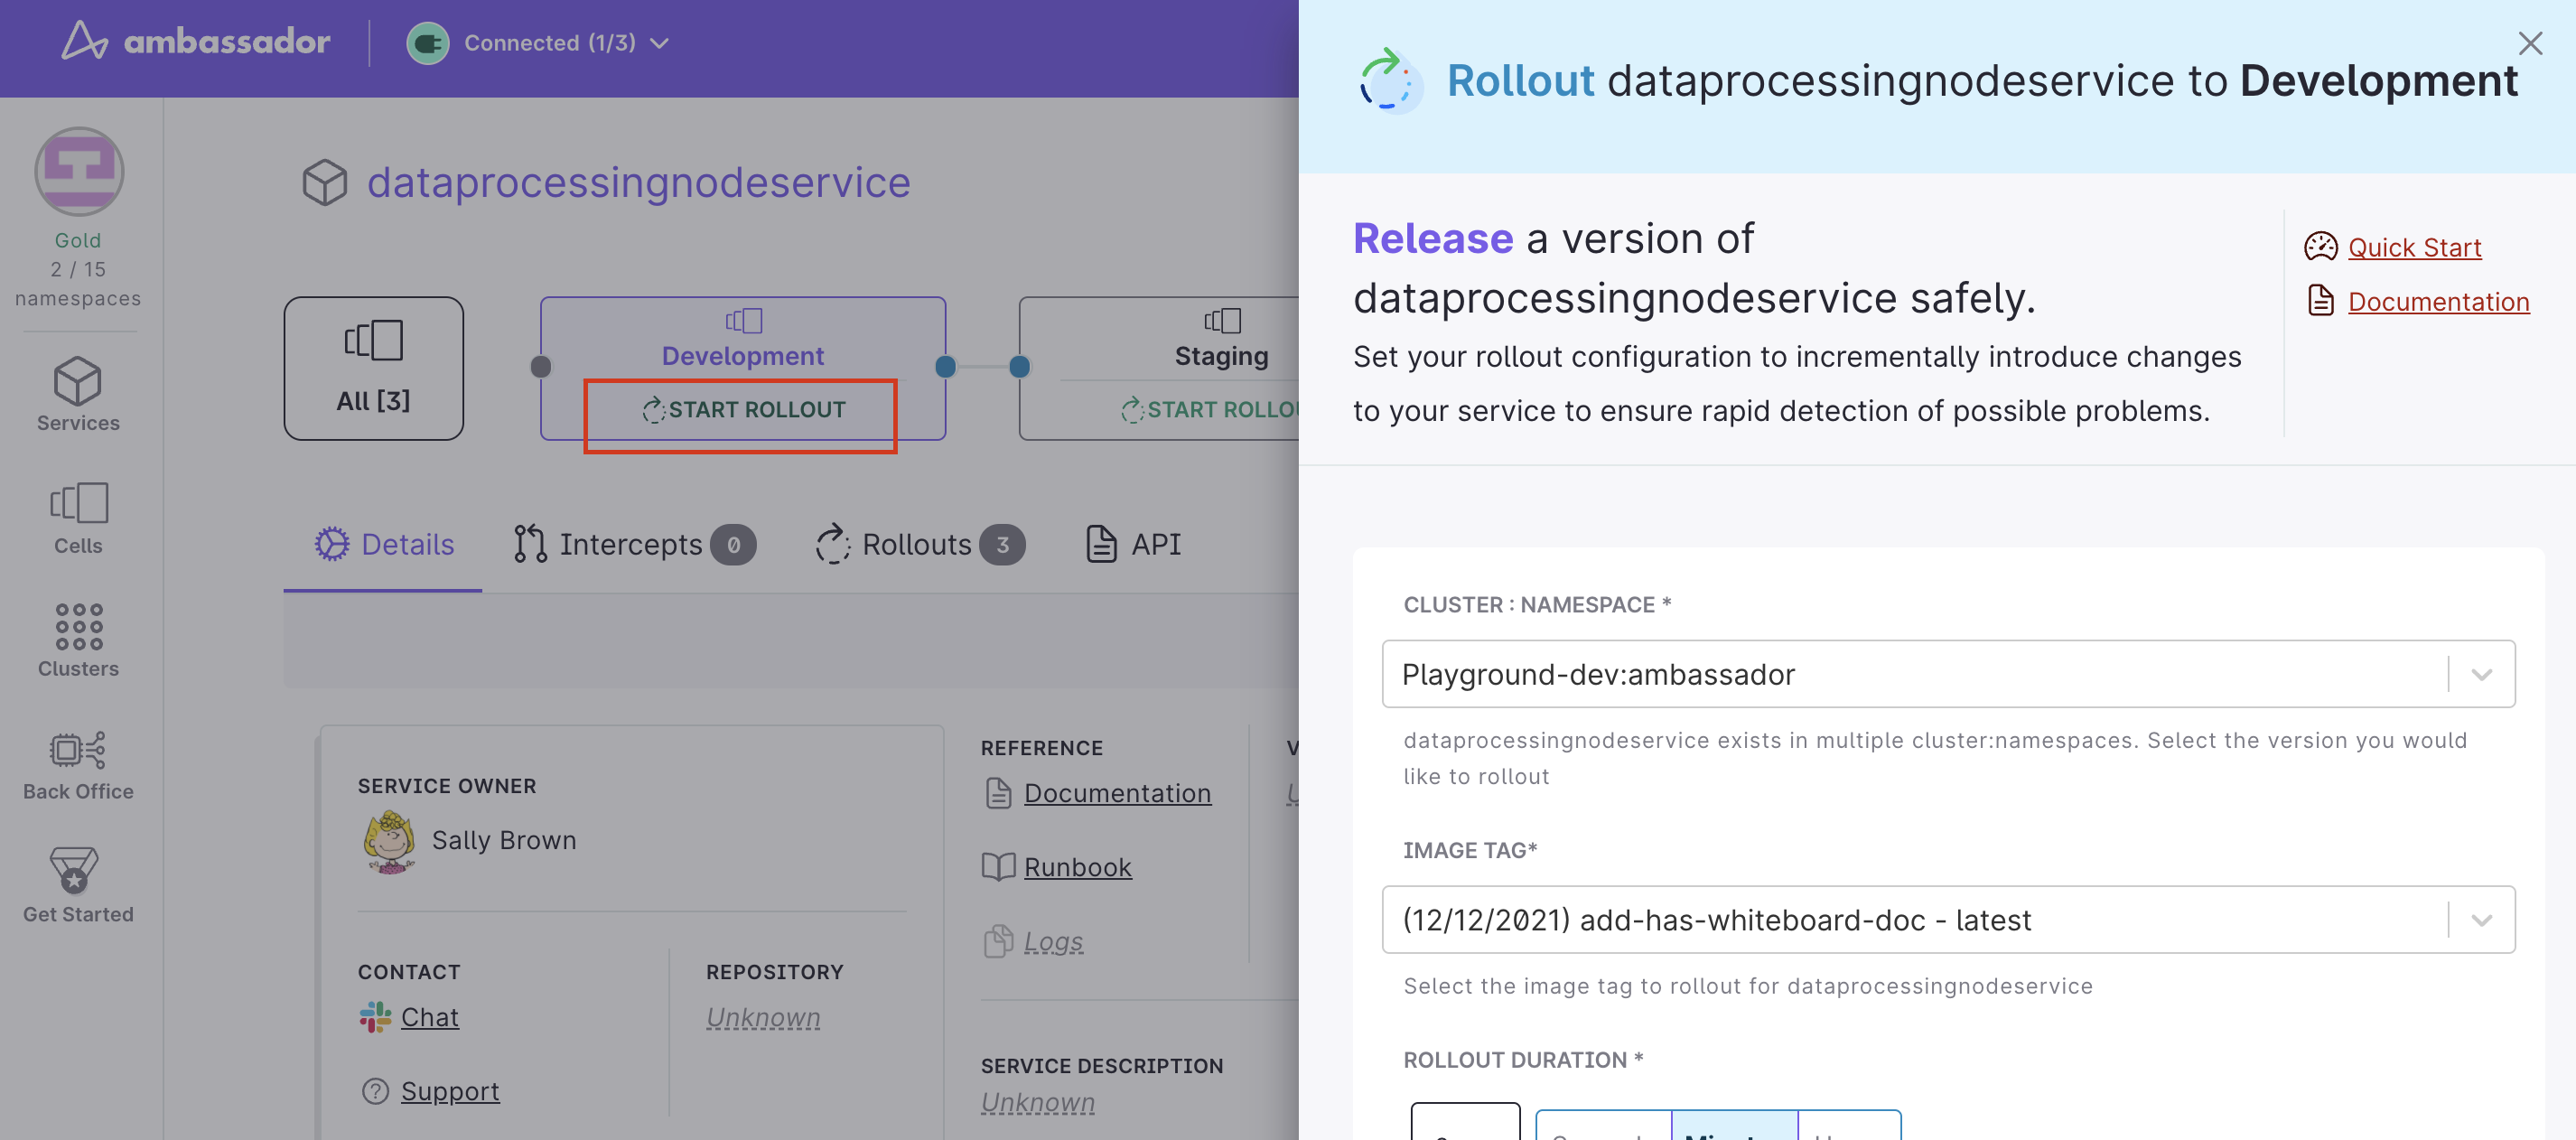 ambassador
Connected (1/3)
Gold
2 / 15
namespaces
Services
Cells
Clusters
Back Office
Get Started
dataprocessingnodeservice
All [3]
Development
START ROLLOUT
Staging
START ROLLOU
Details
Intercepts 0
Rollouts 3
API
SERVICE OWNER
Sally Brown
CONTACT
Chat
Support
REPOSITORY
Unknown
REFERENCE
Documentation
Runbook
Logs
SERVICE DESCRIPTION
Unknown
Rollout dataprocessingnodeservice to Development
Release a version of
dataprocessingnodeservice safely.
Set your rollout configuration to incrementally introduce changes
to your service to ensure rapid detection of possible problems.
Quick Start
Documentation
CLUSTER : NAMESPACE *
Playground-dev:ambassador
dataprocessingnodeservice exists in multiple cluster:namespaces. Select the version you would
like to rollout
IMAGE TAG*
(12/12/2021) add-has-whiteboard-doc - latest
Select the image tag to rollout for dataprocessingnodeservice
ROLLOUT DURATION *